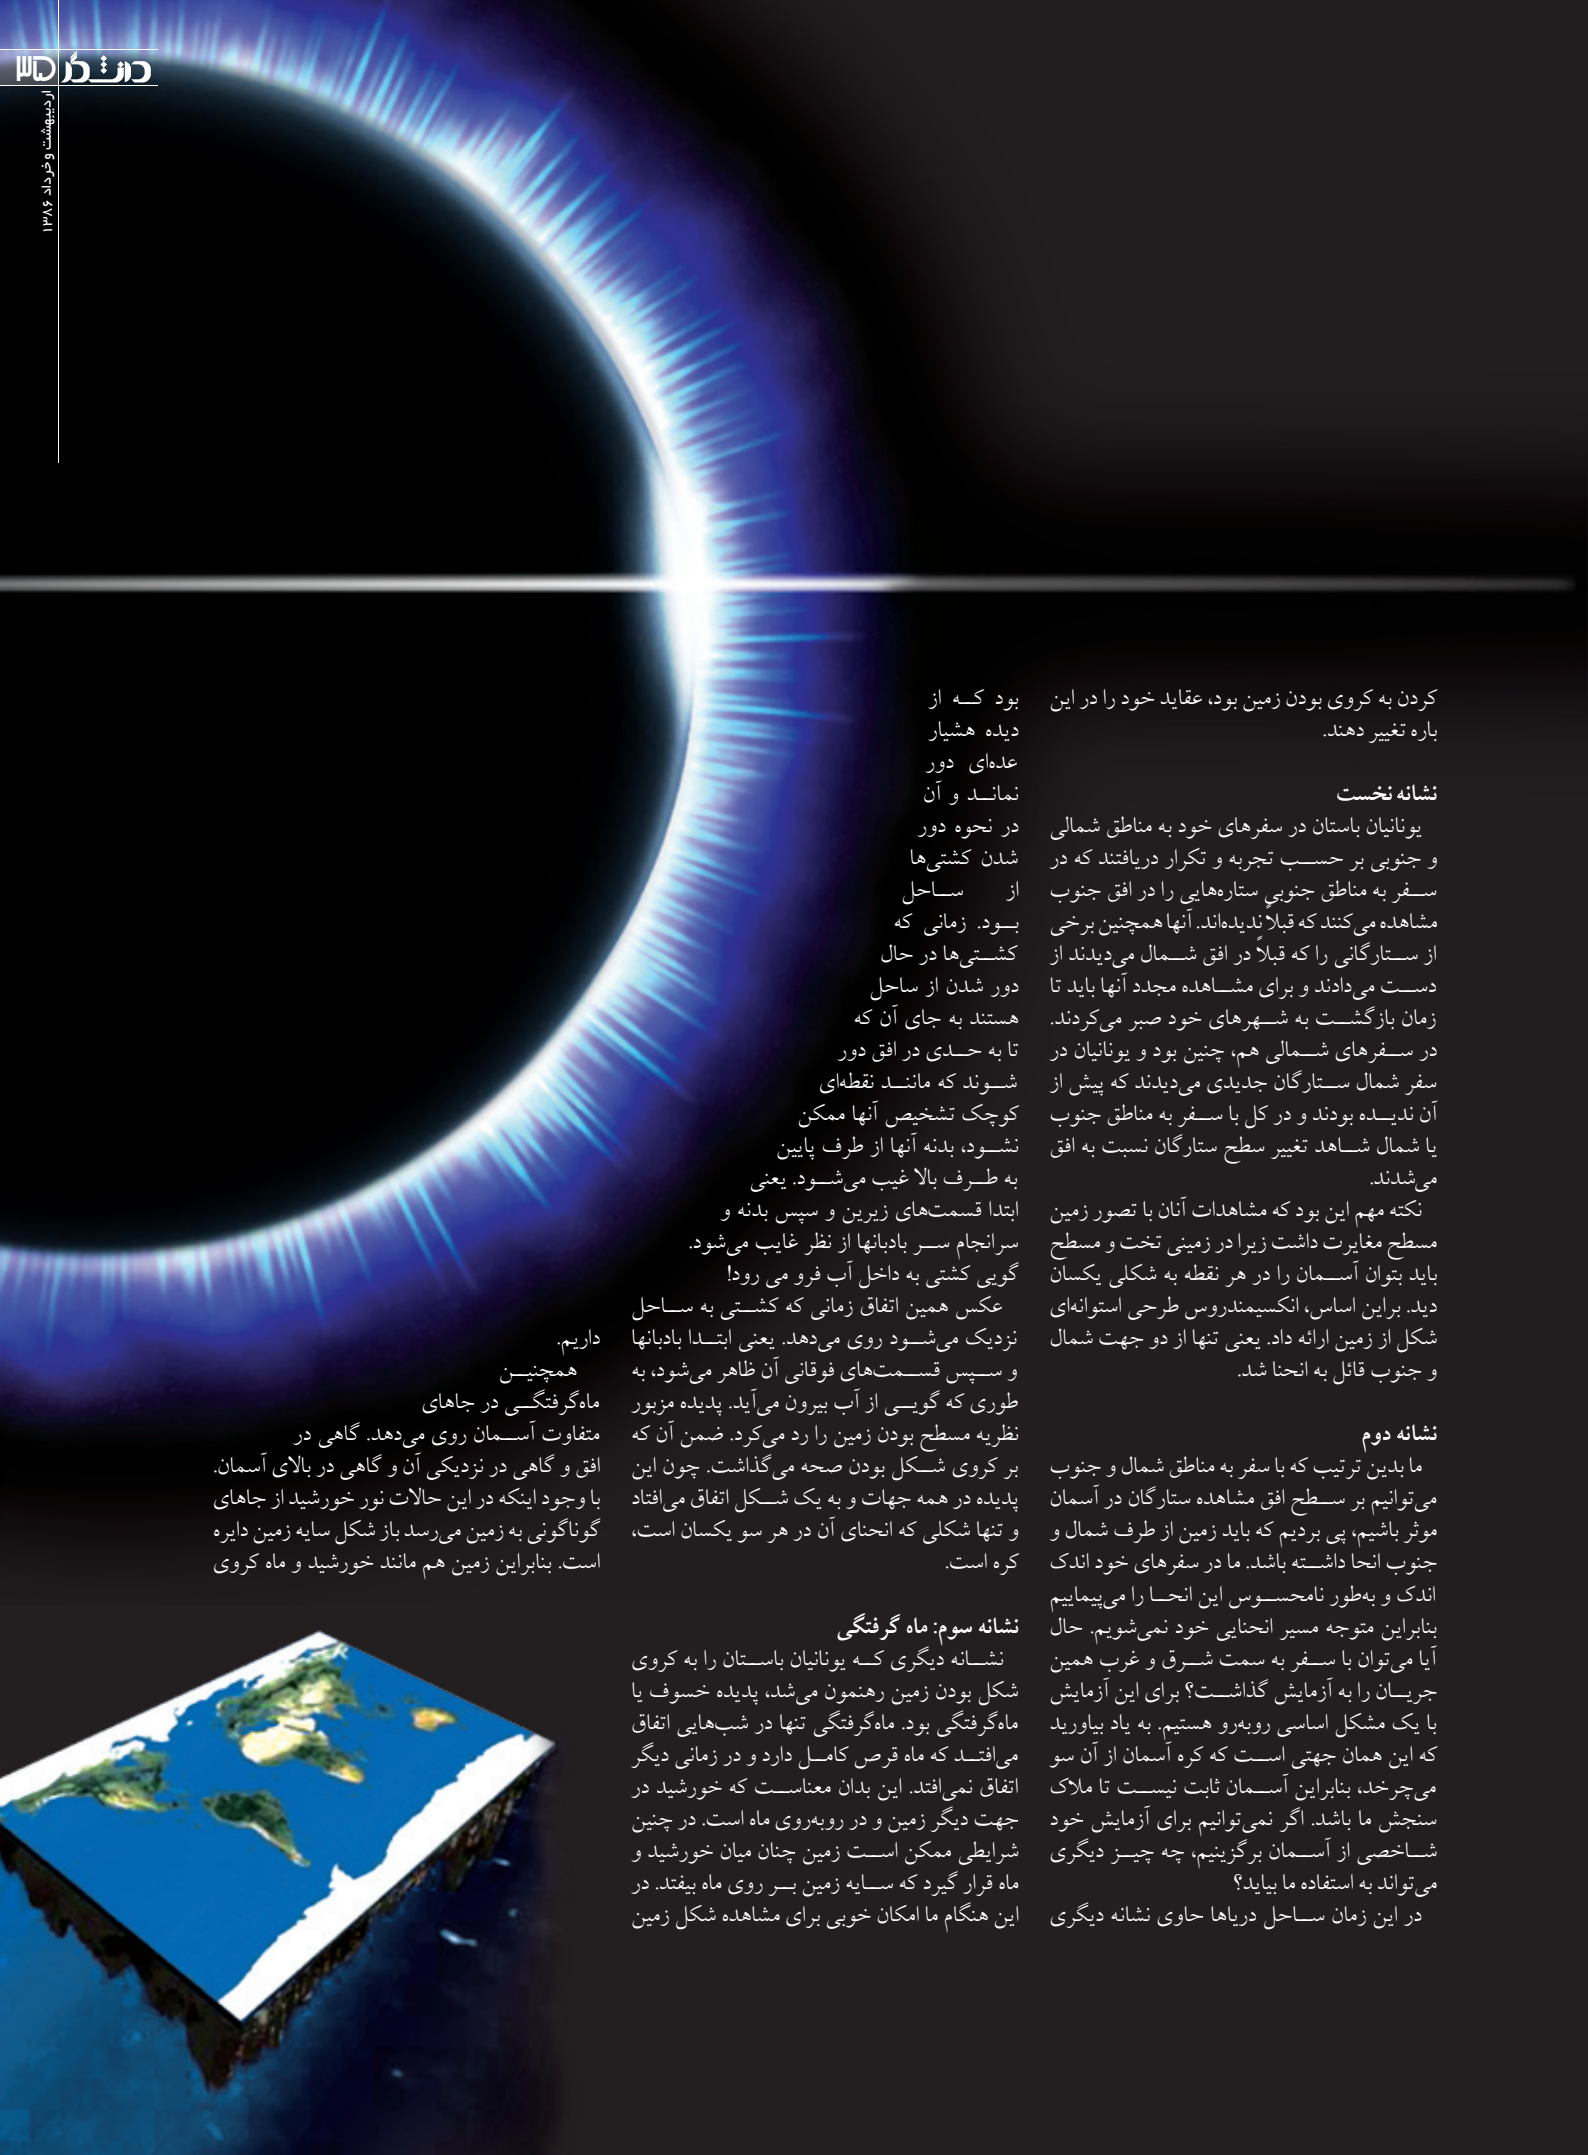 دانشگر ۳۵
اردیبهشت و خرداد ۱۳۸۶
کردن به کروی بودن زمین بود، عقاید خود را در این
باره تغییر دهند.
نشانه نخست
یونانیان باستان در سفرهای خود به مناطق شمالی
و جنوبی بر حسب تجربه و تکرار دریافتند که در
سفر به مناطق جنوبی ستاره‌هایی را در افق جنوب
مشاهده می‌کنند که قبلاً ندیده‌اند. آنها همچنین برخی
از ستارگانی را که قبلاً در افق شمال می‌دیدند از
دست می‌دادند و برای مشاهده مجدد آنها باید تا
زمان بازگشت به شهرهای خود صبر می‌کردند.
در سفرهای شمالی هم، چنین بود و یونانیان در
سفر شمال ستارگان جدیدی می‌دیدند که پیش از
آن ندیده بودند و در کل با سفر به مناطق جنوب
یا شمال شاهد تغییر سطح ستارگان نسبت به افق
می‌شدند.
نکته مهم این بود که مشاهدات آنان با تصور زمین
مسطح مغایرت داشت زیرا در زمینی تخت و مسطح
باید بتوان آسمان را در هر نقطه به شکلی یکسان
دید. براین اساس، انکسیمندروس طرحی استوانه‌ای
شکل از زمین ارائه داد. یعنی تنها از دو جهت شمال
و جنوب قائل به انحنا شد.
نشانه دوم
ما بدین ترتیب که با سفر به مناطق شمال و جنوب
می‌توانیم بر سطح افق مشاهده ستارگان در آسمان
موثر باشیم، پی بردیم که باید زمین از طرف شمال و
جنوب انحا داشته باشد. ما در سفرهای خود اندک
اندک و به‌طور نامحسوس این انحا را می‌پیماییم
بنابراین متوجه مسیر انحنایی خود نمی‌شویم. حال
آیا می‌توان با سفر به سمت شرق و غرب همین
جریان را به آزمایش گذاشت؟ برای این آزمایش
با یک مشکل اساسی روبه‌رو هستیم. به یاد بیاورید
که این همان جهتی است که کره آسمان از آن سو
می‌چرخد، بنابراین آسمان ثابت نیست تا ملاک
سنجش ما باشد. اگر نمی‌توانیم برای آزمایش خود
شاخصی از آسمان برگزینیم، چه چیز دیگری
می‌تواند به استفاده ما بیاید؟
در این زمان ساحل دریاها حاوی نشانه دیگری
بود که از
دیده هشیار
عده‌ای دور
نماند و آن
در نحوه دور
شدن کشتی‌ها
از ساحل
بود. زمانی که
کشتی‌ها در حال
دور شدن از ساحل
هستند به جای آن که
تا به حدی در افق دور
شوند که مانند نقطه‌ای
کوچک تشخیص آنها ممکن
نشود، بدنه آنها از طرف پایین
به طرف بالا غیب می‌شود. یعنی
ابتدا قسمت‌های زیرین و سپس بدنه و
سرانجام سر بادبانها از نظر غایب می‌شود.
گویی کشتی به داخل آب فرو می رود!
عکس همین اتفاق زمانی که کشتی به ساحل
نزدیک می‌شود روی می‌دهد. یعنی ابتدا بادبانها
و سپس قسمت‌های فوقانی آن ظاهر می‌شود، به
طوری که گویی از آب بیرون می‌آید. پدیده مزبور
نظریه مسطح بودن زمین را رد می‌کرد. ضمن آن که
بر کروی شکل بودن صحه می‌گذاشت. چون این
پدیده در همه جهات و به یک شکل اتفاق می‌افتاد
و تنها شکلی که انحنای آن در هر سو یکسان است،
کره است.
نشانه سوم: ماه گرفتگی
نشانه دیگری که یونانیان باستان را به کروی
شکل بودن زمین رهنمون می‌شد، پدیده خسوف یا
ماه‌گرفتگی بود. ماه‌گرفتگی تنها در شب‌هایی اتفاق
می‌افتد که ماه قرص کامل دارد و در زمانی دیگر
اتفاق نمی‌افتد. این بدان معناست که خورشید در
جهت دیگر زمین و در روبه‌روی ماه است. در چنین
شرایطی ممکن است زمین چنان میان خورشید و
ماه قرار گیرد که سایه زمین بر روی ماه بیفتد. در
این هنگام ما امکان خوبی برای مشاهده شکل زمین
داریم.
همچنین
ماه‌گرفتگی در جاهای
متفاوت آسمان روی می‌دهد. گاهی در
افق و گاهی در نزدیکی آن و گاهی در بالای آسمان.
با وجود اینکه در این حالات نور خورشید از جاهای
گوناگونی به زمین می‌رسد باز شکل سایه زمین دایره
است. بنابراین زمین هم مانند خورشید و ماه کروی